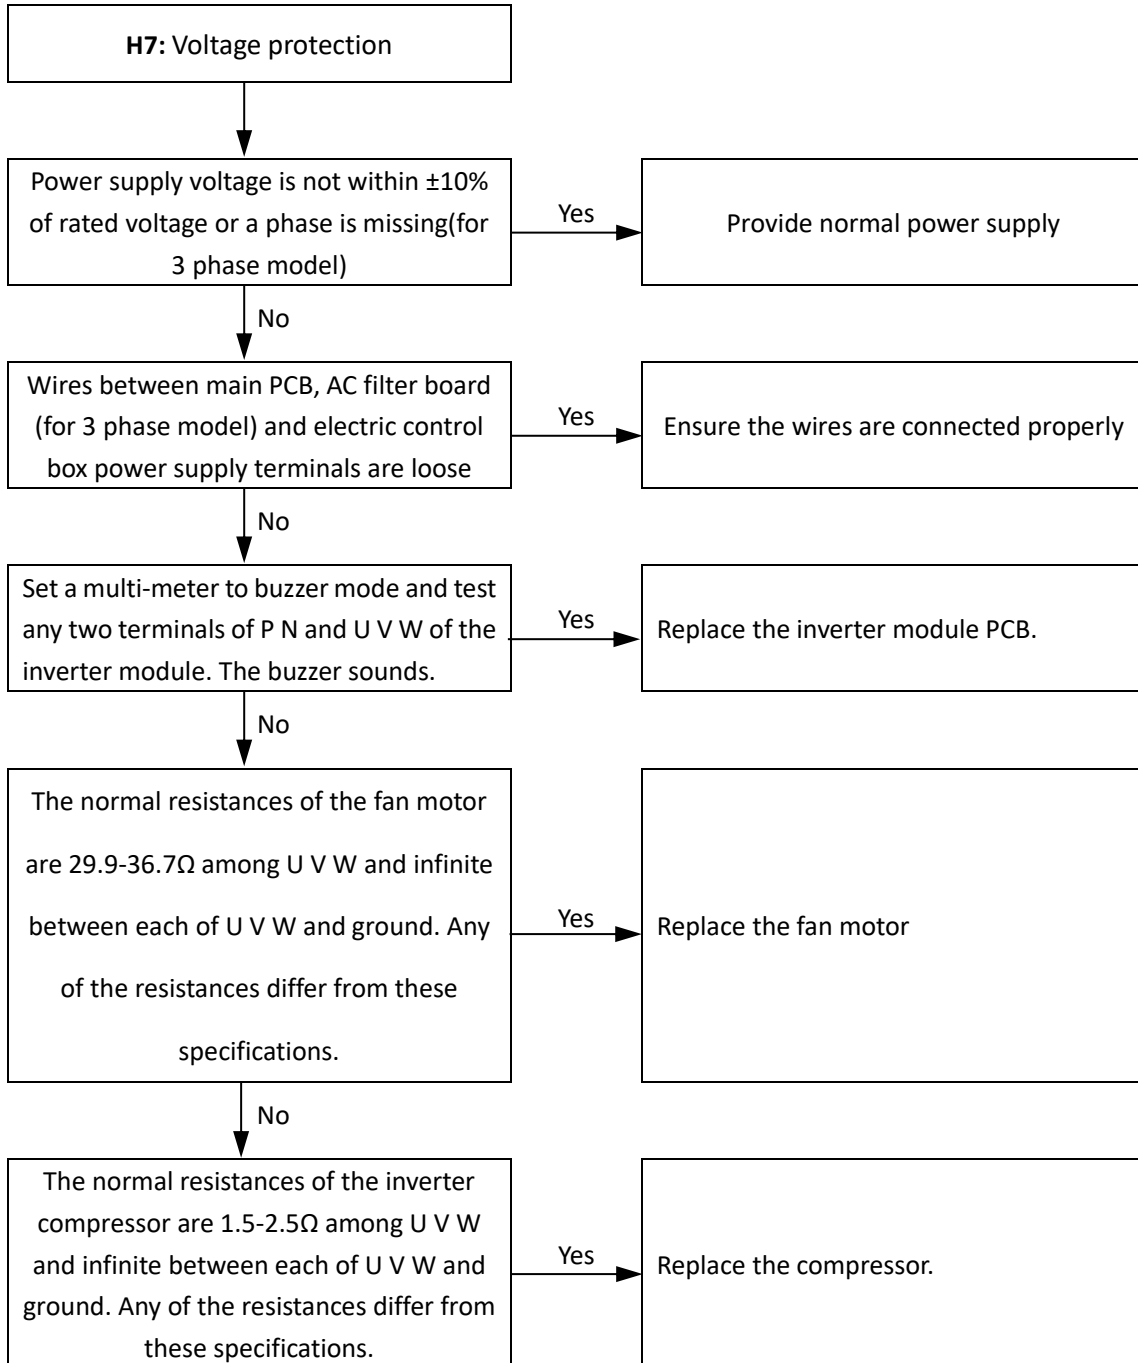 H7: Voltage protection
Power supply voltage is not within ±10%
of rated voltage or a phase is missing(for
3 phase model)
Yes
Provide normal power supply
No
Wires between main PCB, AC filter board
(for 3 phase model) and electric control
box power supply terminals are loose
Yes
Ensure the wires are connected properly
No
Set a multi-meter to buzzer mode and test
any two terminals of P N and U V W of the
inverter module. The buzzer sounds.
Yes
Replace the inverter module PCB.
No
The normal resistances of the fan motor
are 29.9-36.7Ω among U V W and infinite
between each of U V W and ground. Any
of the resistances differ from these
specifications.
Yes
Replace the fan motor
No
The normal resistances of the inverter
compressor are 1.5-2.5Ω among U V W
and infinite between each of U V W and
ground. Any of the resistances differ from
these specifications.
Yes
Replace the compressor.